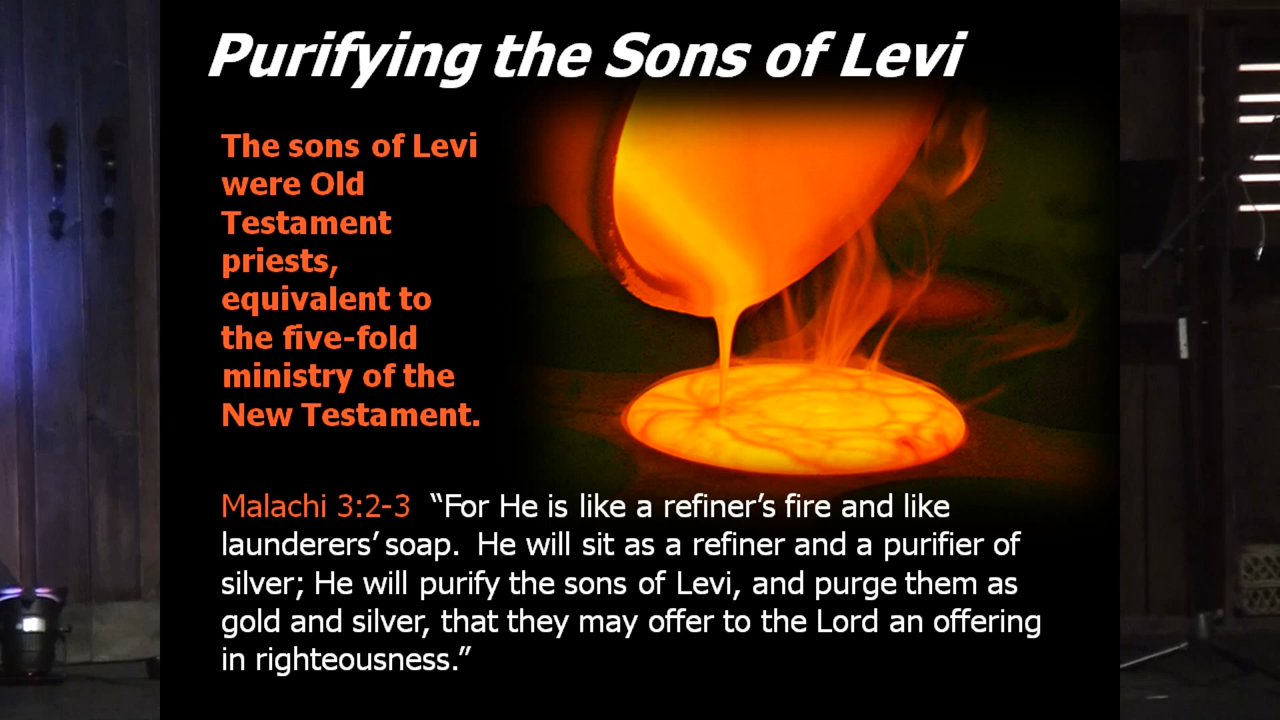 Purifying the Sons of Levi
The sons of Levi
were Old
Testament
priests,
equivalent to
the five-fold
ministry of the
New Testament.
Malachi 3:2-3 “For He is like a refiner’s fire and like
launderers’ soap. He will sit as a refiner and a purifier of
silver; He will purify the sons of Levi, and purge them as
gold and silver, that they may offer to the Lord an offering
in righteousness.”